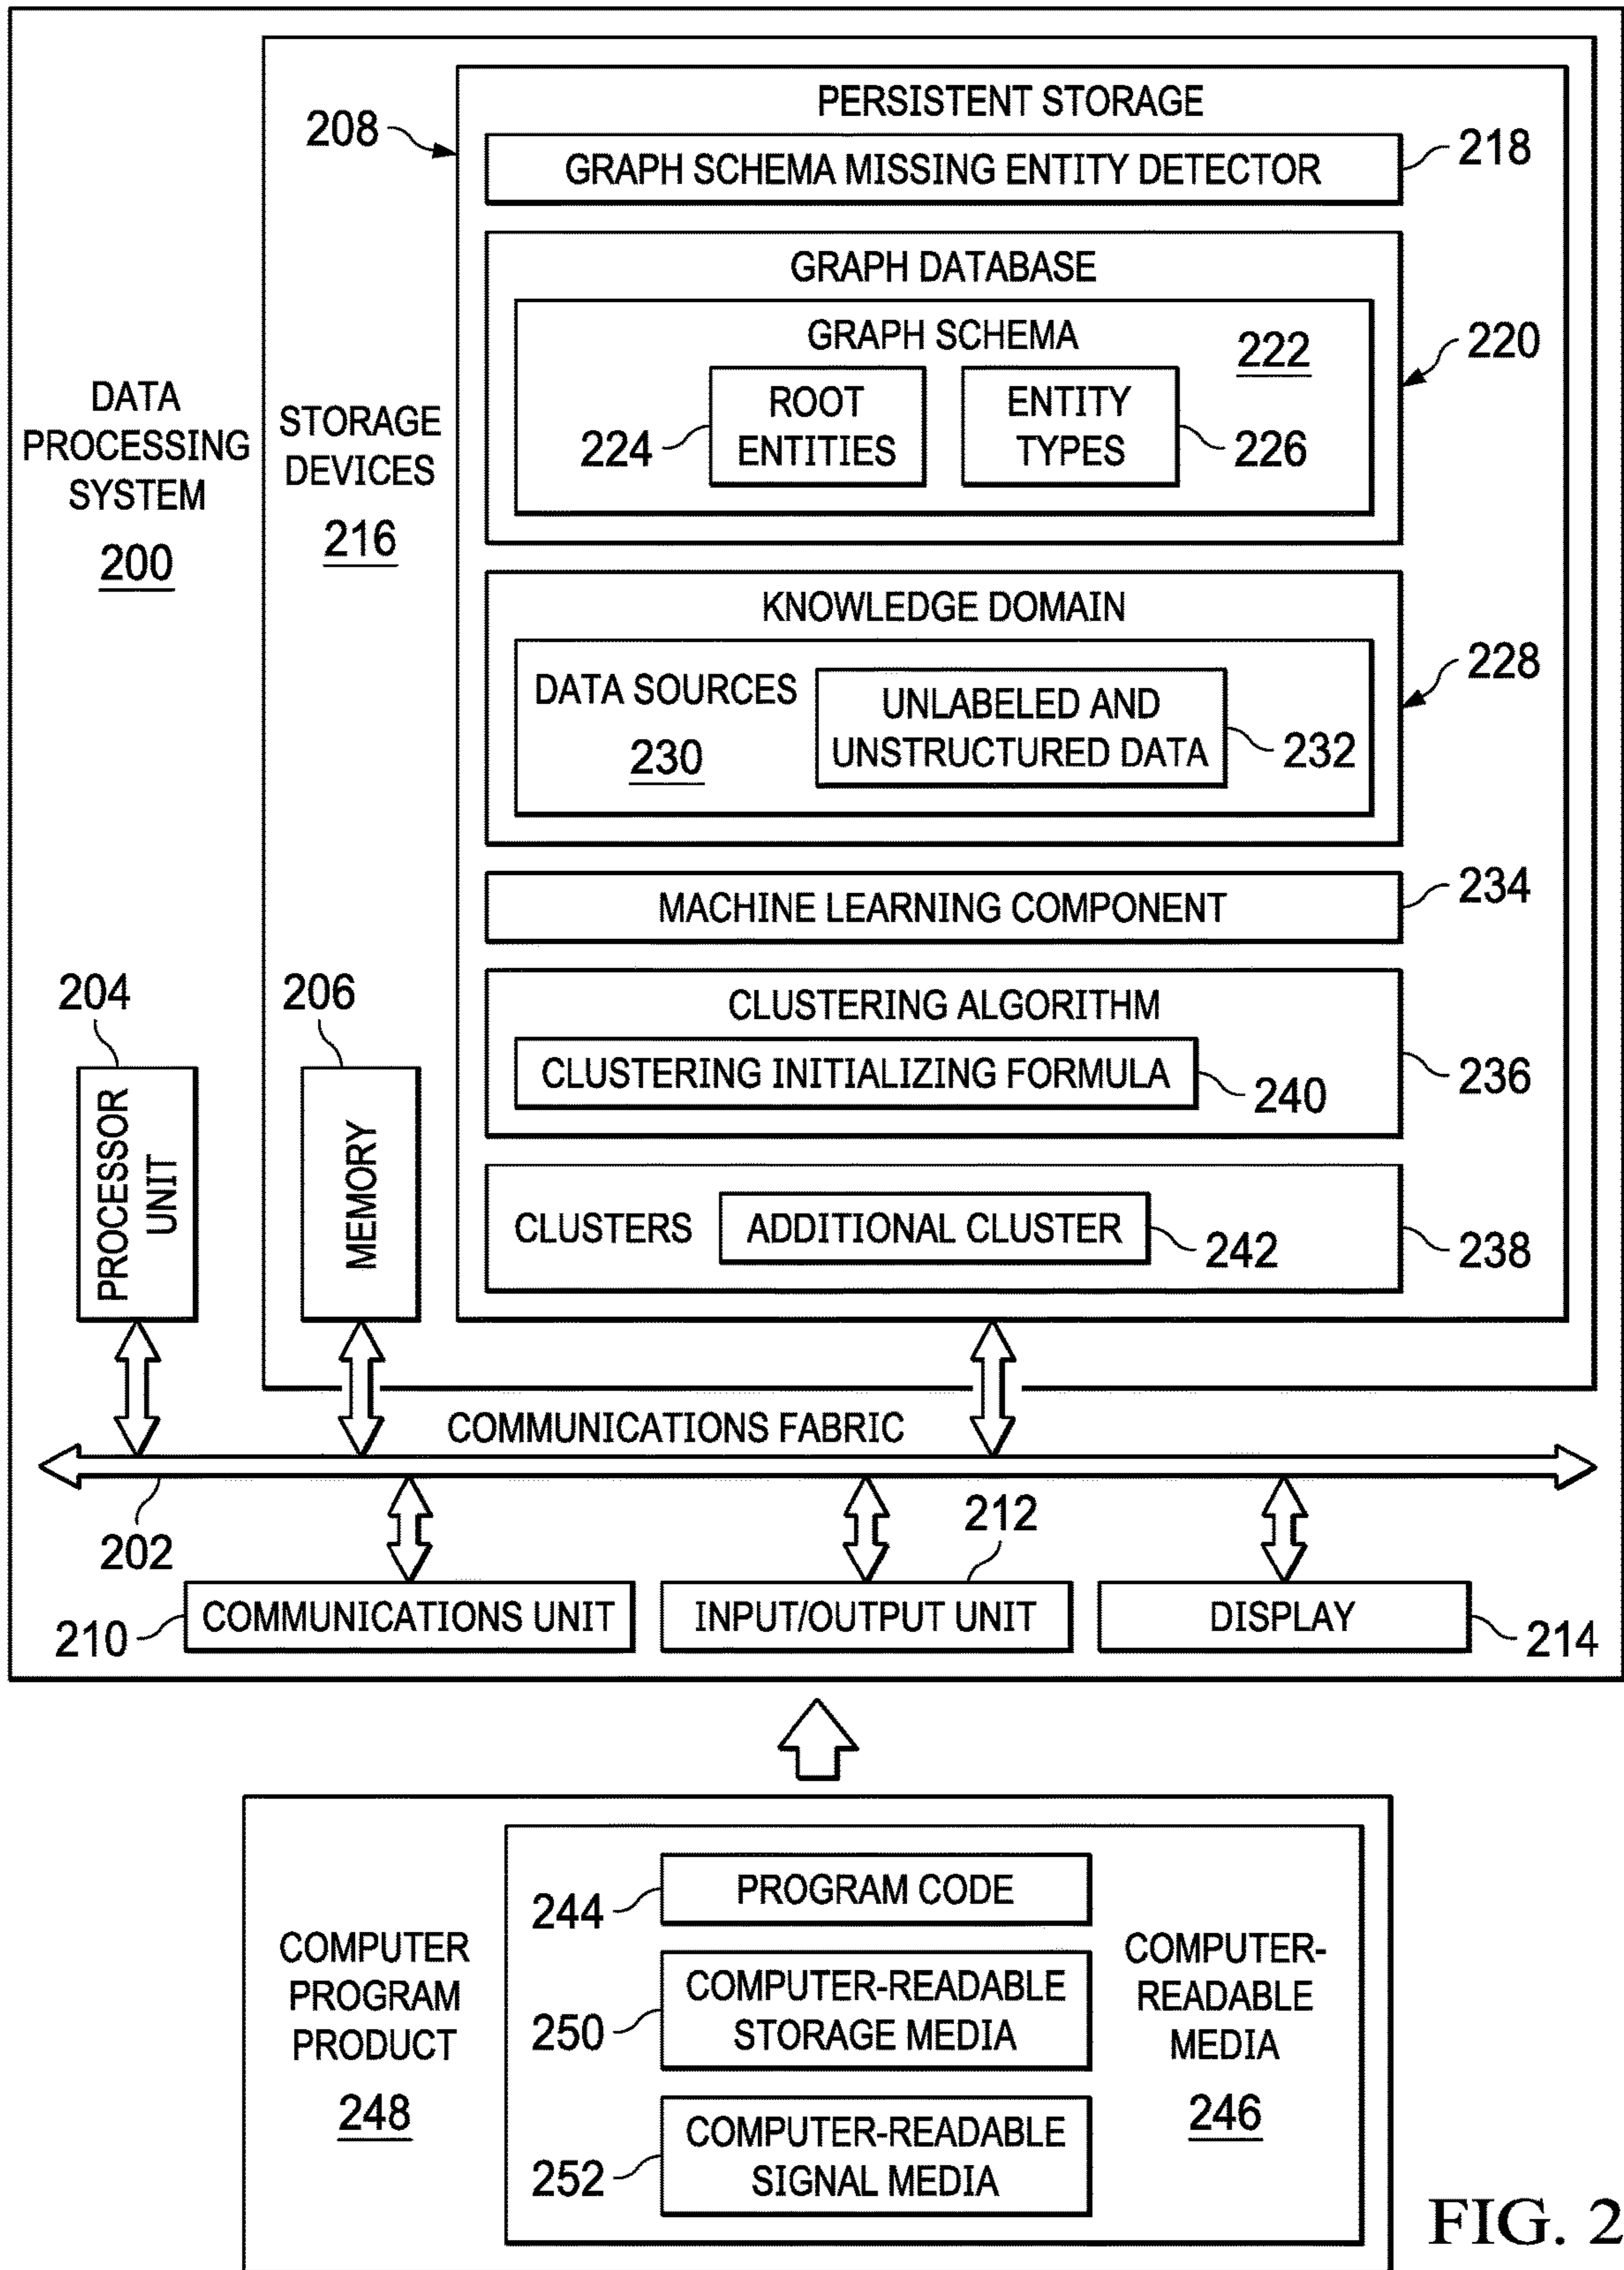 PERSISTENT STORAGE
208
GRAPH SCHEMA MISSING ENTITY DETECTOR
218
GRAPH DATABASE
GRAPH SCHEMA
222
220
ROOT
ENTITIES
224
ENTITY
TYPES
226
DATA
PROCESSING
SYSTEM
200
STORAGE
DEVICES
216
KNOWLEDGE DOMAIN
228
DATA SOURCES
230
UNLABELED AND
UNSTRUCTURED DATA
232
MACHINE LEARNING COMPONENT
234
CLUSTERING ALGORITHM
236
CLUSTERING INITIALIZING FORMULA
240
CLUSTERS
ADDITIONAL CLUSTER
242
238
204
PROCESSOR
UNIT
206
MEMORY
COMMUNICATIONS FABRIC
202
212
210
COMMUNICATIONS UNIT
INPUT/OUTPUT UNIT
DISPLAY
214
COMPUTER
PROGRAM
PRODUCT
248
244
PROGRAM CODE
250
COMPUTER-READABLE
STORAGE MEDIA
252
COMPUTER-READABLE
SIGNAL MEDIA
COMPUTER-
READABLE
MEDIA
246
FIG. 2